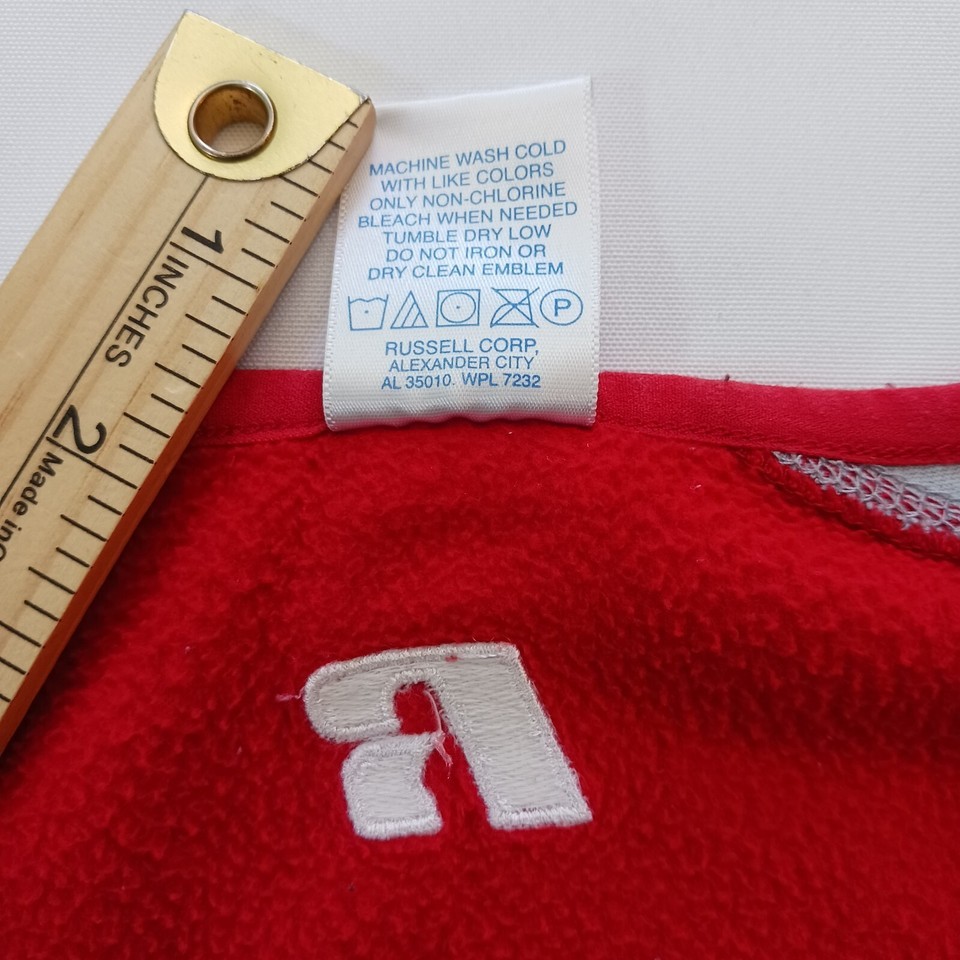 MACHINE WASH COLD
WITH LIKE COLORS
ONLY NON-CHLORINE
BLEACH WHEN NEEDED
TUMBLE DRY LOW
DO NOT IRON OR
DRY CLEAN EMBLEM
P
RUSSELL CORP,
ALEXANDER CITY
AL 35010. WPL 7232
1 INCHES
2 Made in